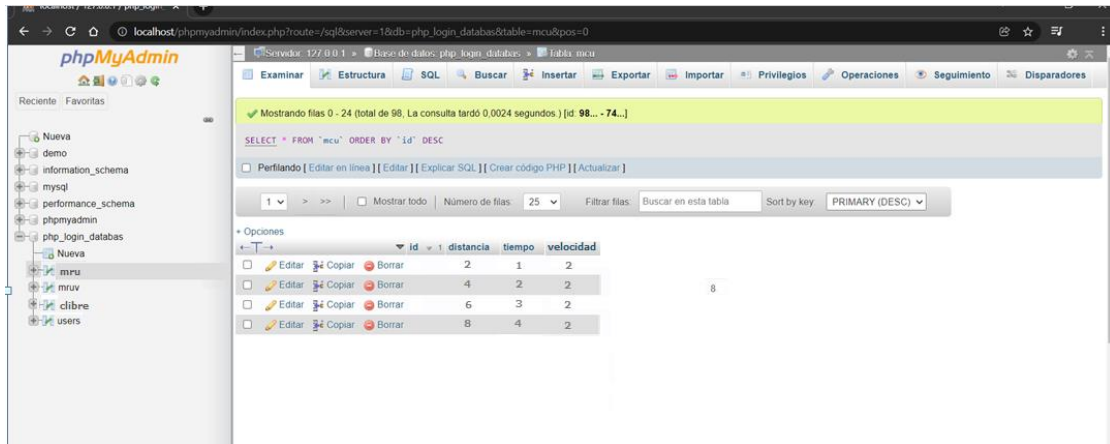 localhost / 127.0.0.1 / php_login_
localhost/phpmyadmin/index.php?route=/sql&server=1&db=php_login_databas&table=mcu&pos=0
phpMyAdmin
Reciente Favoritas
Nueva
demo
information_schema
mysql
performance_schema
phpmyadmin
php_login_databas
Nueva
mru
mruv
clibre
users
Servidor: 127.0.0.1 » Base de datos: php_login_databas » Tabla: mcu
Examinar Estructura SQL Buscar Insertar Exportar Importar Privilegios Operaciones Seguimiento Disparadores
Mostrando filas 0 - 24 (total de 98, La consulta tardó 0,0024 segundos.) [id: 98... - 74...]
SELECT * FROM `mcu` ORDER BY `id` DESC
Perfilando [ Editar en línea ] [ Editar ] [ Explicar SQL ] [ Crear código PHP ] [ Actualizar ]
1 > >> | Mostrar todo | Número de filas: 25 Filtrar filas: Buscar en esta tabla Sort by key: PRIMARY (DESC)
+ Opciones
←T→ id 1 distancia tiempo velocidad
Editar Copiar Borrar 2 1 2
Editar Copiar Borrar 4 2 2
8
Editar Copiar Borrar 6 3 2
Editar Copiar Borrar 8 4 2